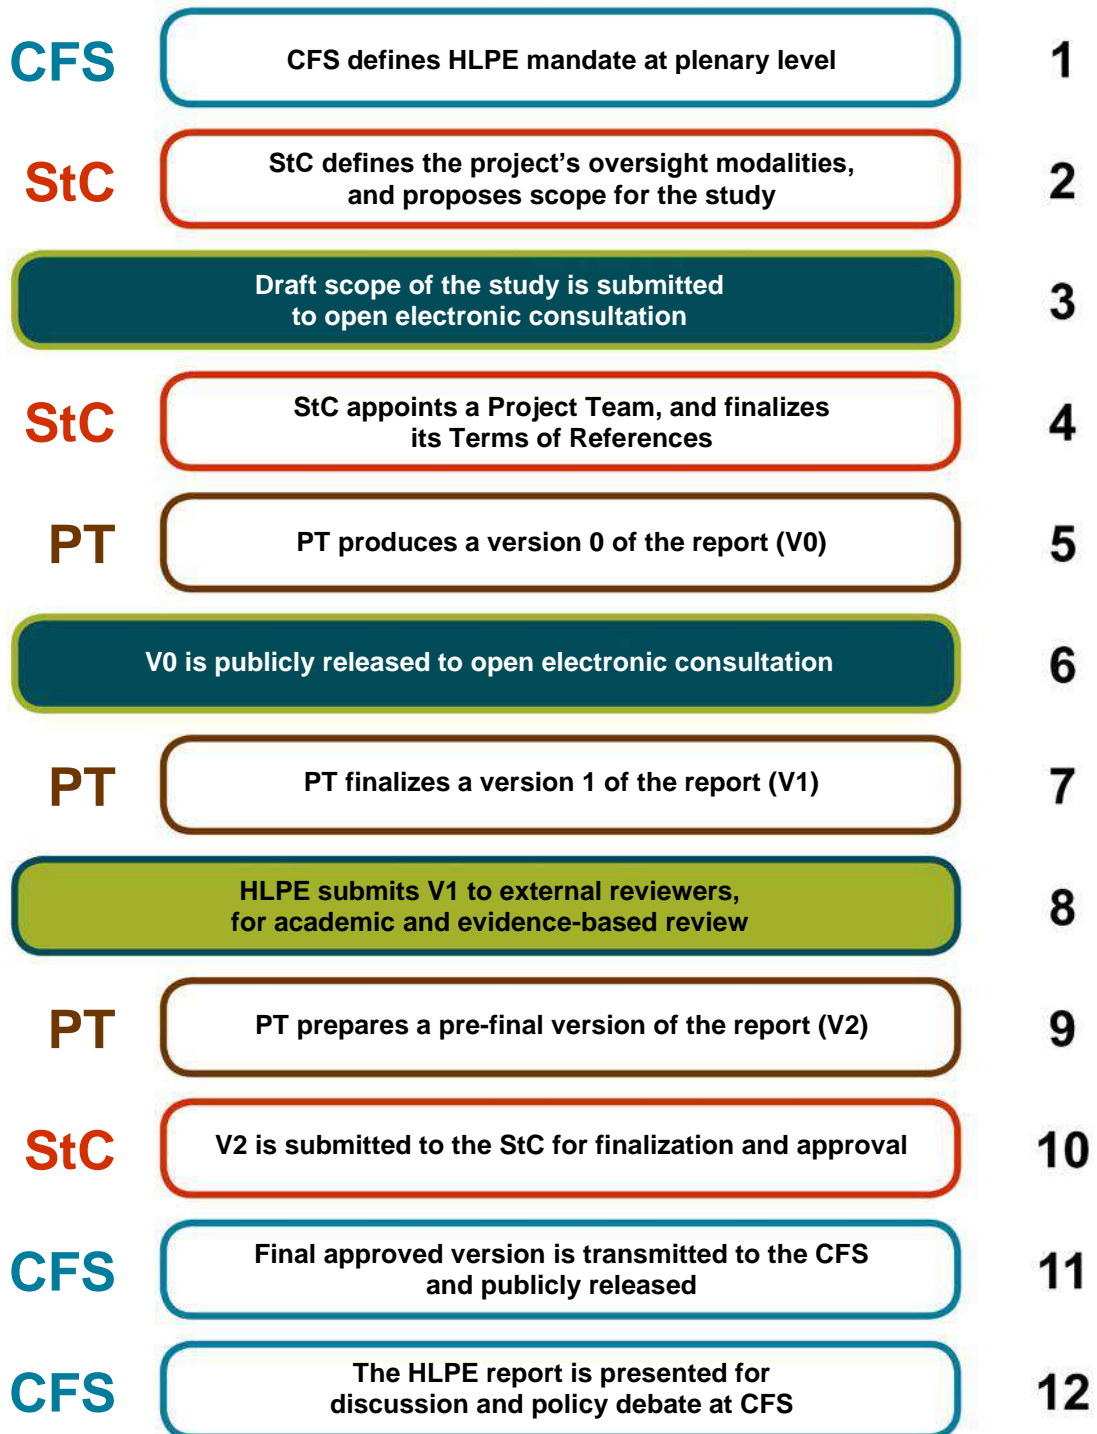 CFS
CFS defines HLPE mandate at plenary level
1
StC
StC defines the project's oversight modalities,
and proposes scope for the study
2
Draft scope of the study is submitted
to open electronic consultation
3
StC
StC appoints a Project Team, and finalizes
its Terms of References
4
PT
PT produces a version 0 of the report (V0)
5
V0 is publicly released to open electronic consultation
6
PT
PT finalizes a version 1 of the report (V1)
7
HLPE submits V1 to external reviewers,
for academic and evidence-based review
8
PT
PT prepares a pre-final version of the report (V2)
9
StC
V2 is submitted to the StC for finalization and approval
10
CFS
Final approved version is transmitted to the CFS
and publicly released
11
CFS
The HLPE report is presented for
discussion and policy debate at CFS
12